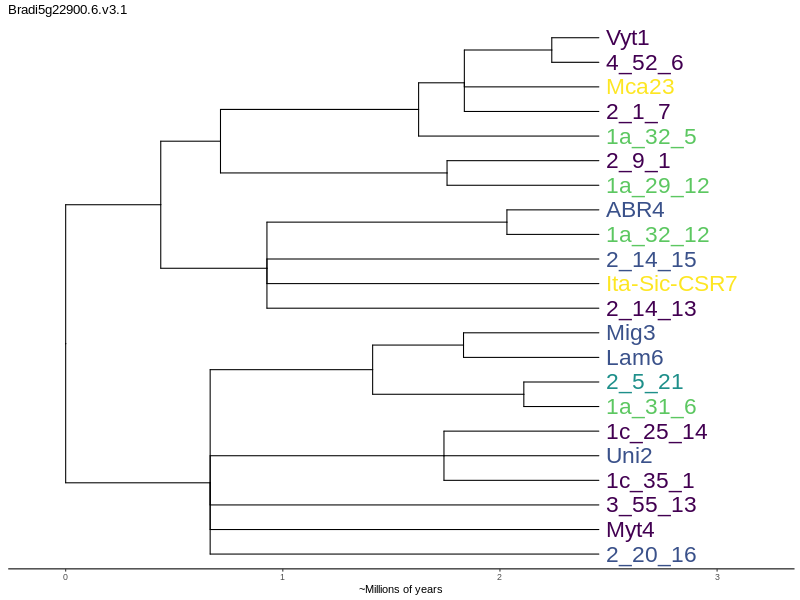 Bradi5g22900.6.v3.1
Vyt1
4_52_6
Mca23
2_1_7
1a_32_5
2_9_1
1a_29_12
ABR4
1a_32_12
2_14_15
Ita-Sic-CSR7
2_14_13
Mig3
Lam6
2_5_21
1a_31_6
1c_25_14
Uni2
1c_35_1
3_55_13
Myt4
2_20_16
0 1 2 3
~Millions of years